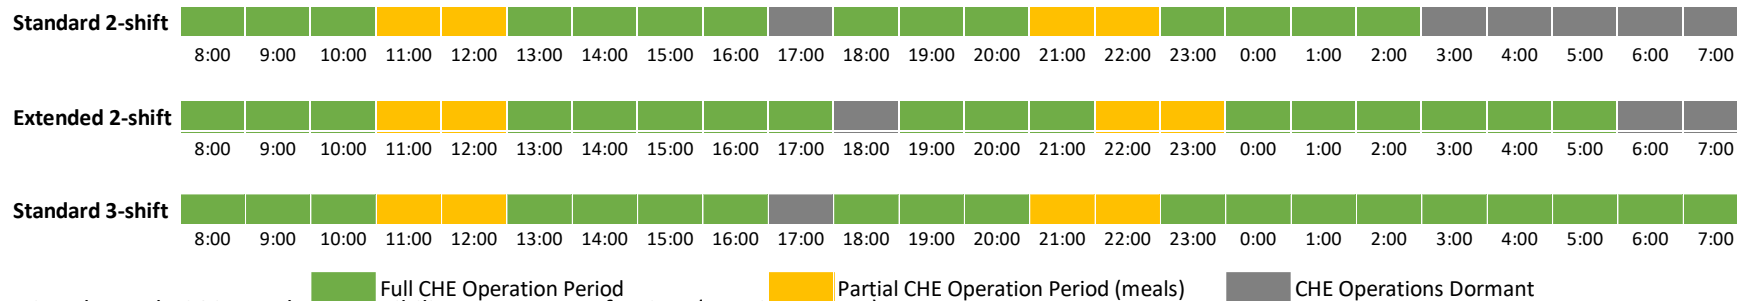 Standard 2-shift
8:00 9:00 10:00 11:00 12:00 13:00 14:00 15:00 16:00 17:00 18:00 19:00 20:00 21:00 22:00 23:00 0:00 1:00 2:00 3:00 4:00 5:00 6:00 7:00
Extended 2-shift
8:00 9:00 10:00 11:00 12:00 13:00 14:00 15:00 16:00 17:00 18:00 19:00 20:00 21:00 22:00 23:00 0:00 1:00 2:00 3:00 4:00 5:00 6:00 7:00
Standard 3-shift
8:00 9:00 10:00 11:00 12:00 13:00 14:00 15:00 16:00 17:00 18:00 19:00 20:00 21:00 22:00 23:00 0:00 1:00 2:00 3:00 4:00 5:00 6:00 7:00
Full CHE Operation Period Partial CHE Operation Period (meals) CHE Operations Dormant